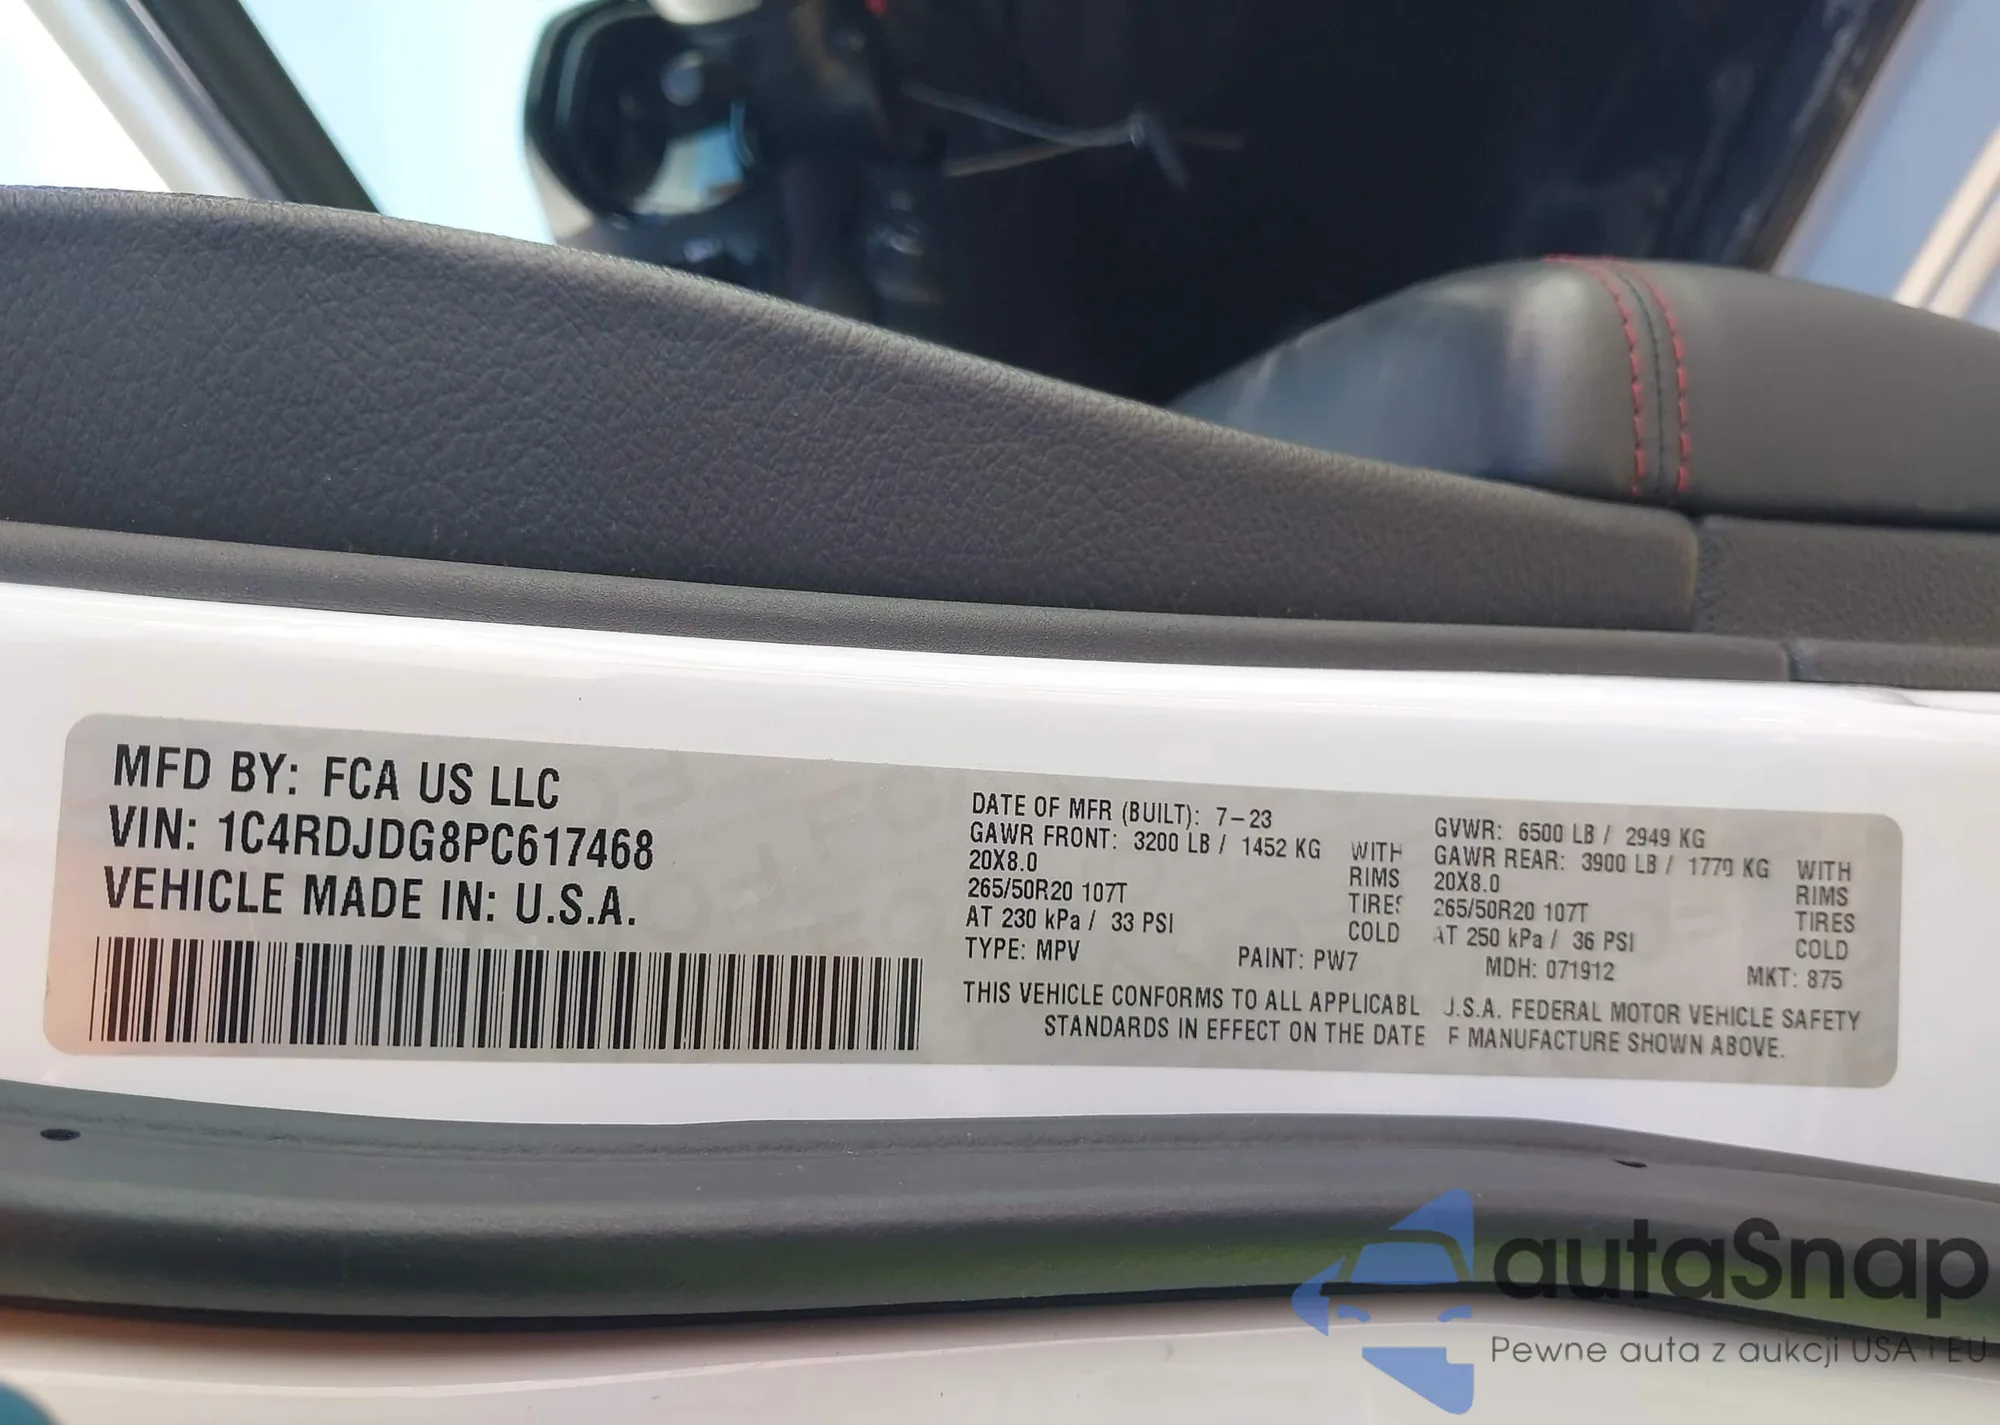 MFD BY: FCA US LLC
VIN: 1C4RDJDG8PC617468
VEHICLE MADE IN: U.S.A.
DATE OF MFR (BUILT): 7-23
GAWR FRONT: 3200 LB / 1452 KG WITH
20X8.0 RIMS
265/50R20 107T TIRES
AT 230 kPa / 33 PSI COLD
TYPE: MPV PAINT: PW7
GVWR: 6500 LB / 2949 KG
GAWR REAR: 3900 LB / 1770 KG WITH
20X8.0 RIMS
265/50R20 107T TIRES
AT 250 kPa / 36 PSI COLD
MDH: 071912 MKT: 875
THIS VEHICLE CONFORMS TO ALL APPLICABL J.S.A. FEDERAL MOTOR VEHICLE SAFETY
STANDARDS IN EFFECT ON THE DATE F MANUFACTURE SHOWN ABOVE.
autaSnap
Pewne auta z aukcji USA i EU